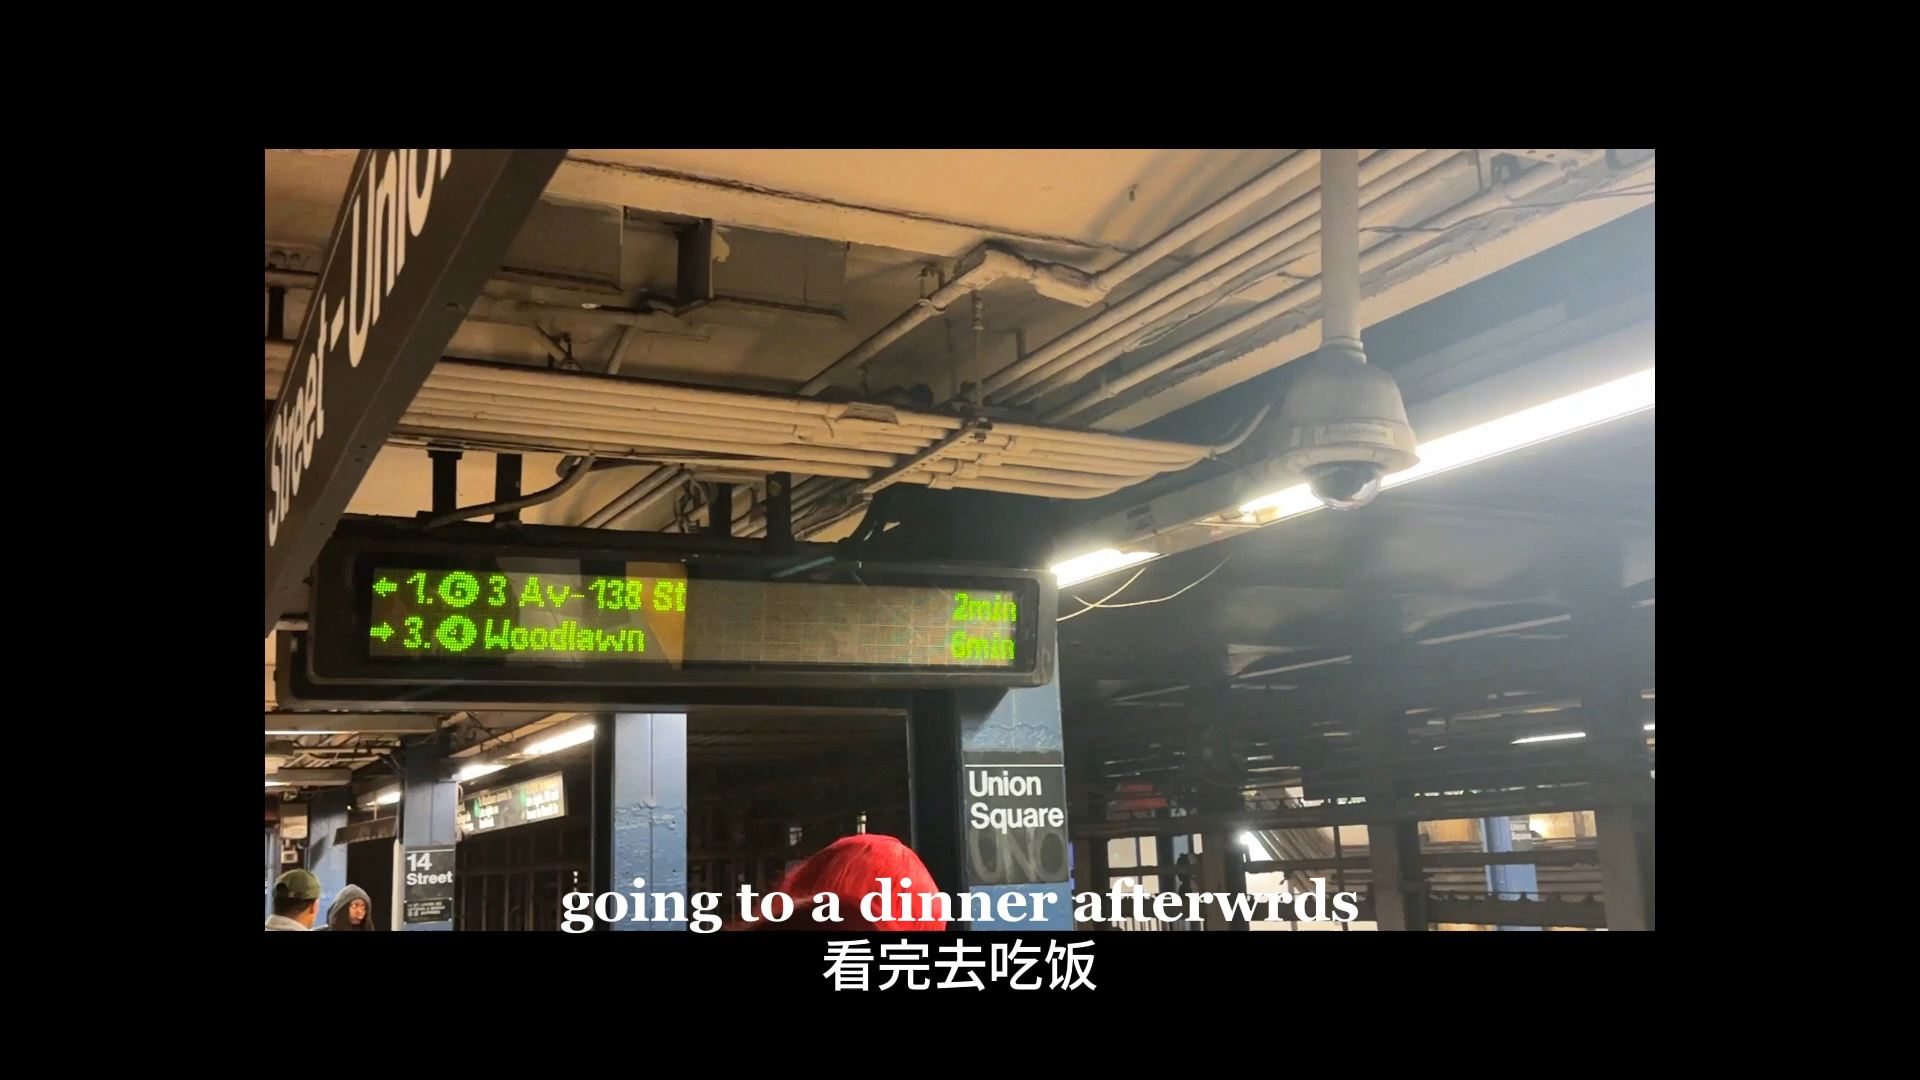 Street-Union
← 1. 6 3 Av-138 St 2min
→ 3. 4 Woodlawn 6min
Union
Square
14
Street
going to a dinner afterwrds
看完去吃饭